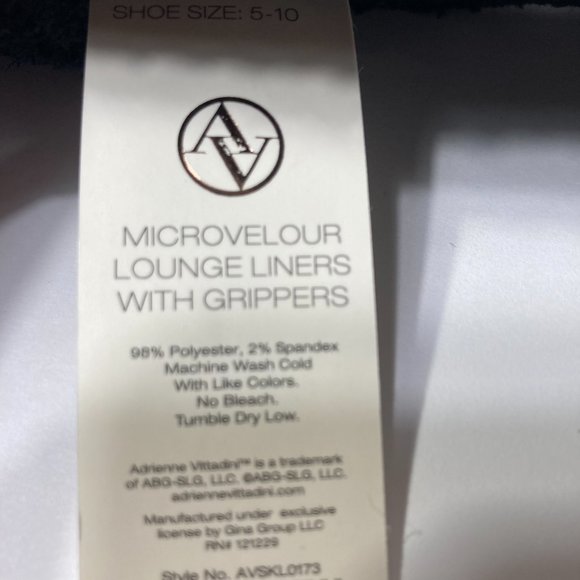 SHOE SIZE: 5-10
AV
MICROVELOUR
LOUNGE LINERS
WITH GRIPPERS
98% Polyester, 2% Spandex
Machine Wash Cold
With Like Colors.
No Bleach.
Tumble Dry Low.
Adrienne Vittadini™ is a trademark
of ABG-SLG, LLC. ©ABG-SLG, LLC.
adriennevittadini.com
Manufactured under exclusive
license by Gina Group LLC
RN# 121229
Style No. AVSKL0173